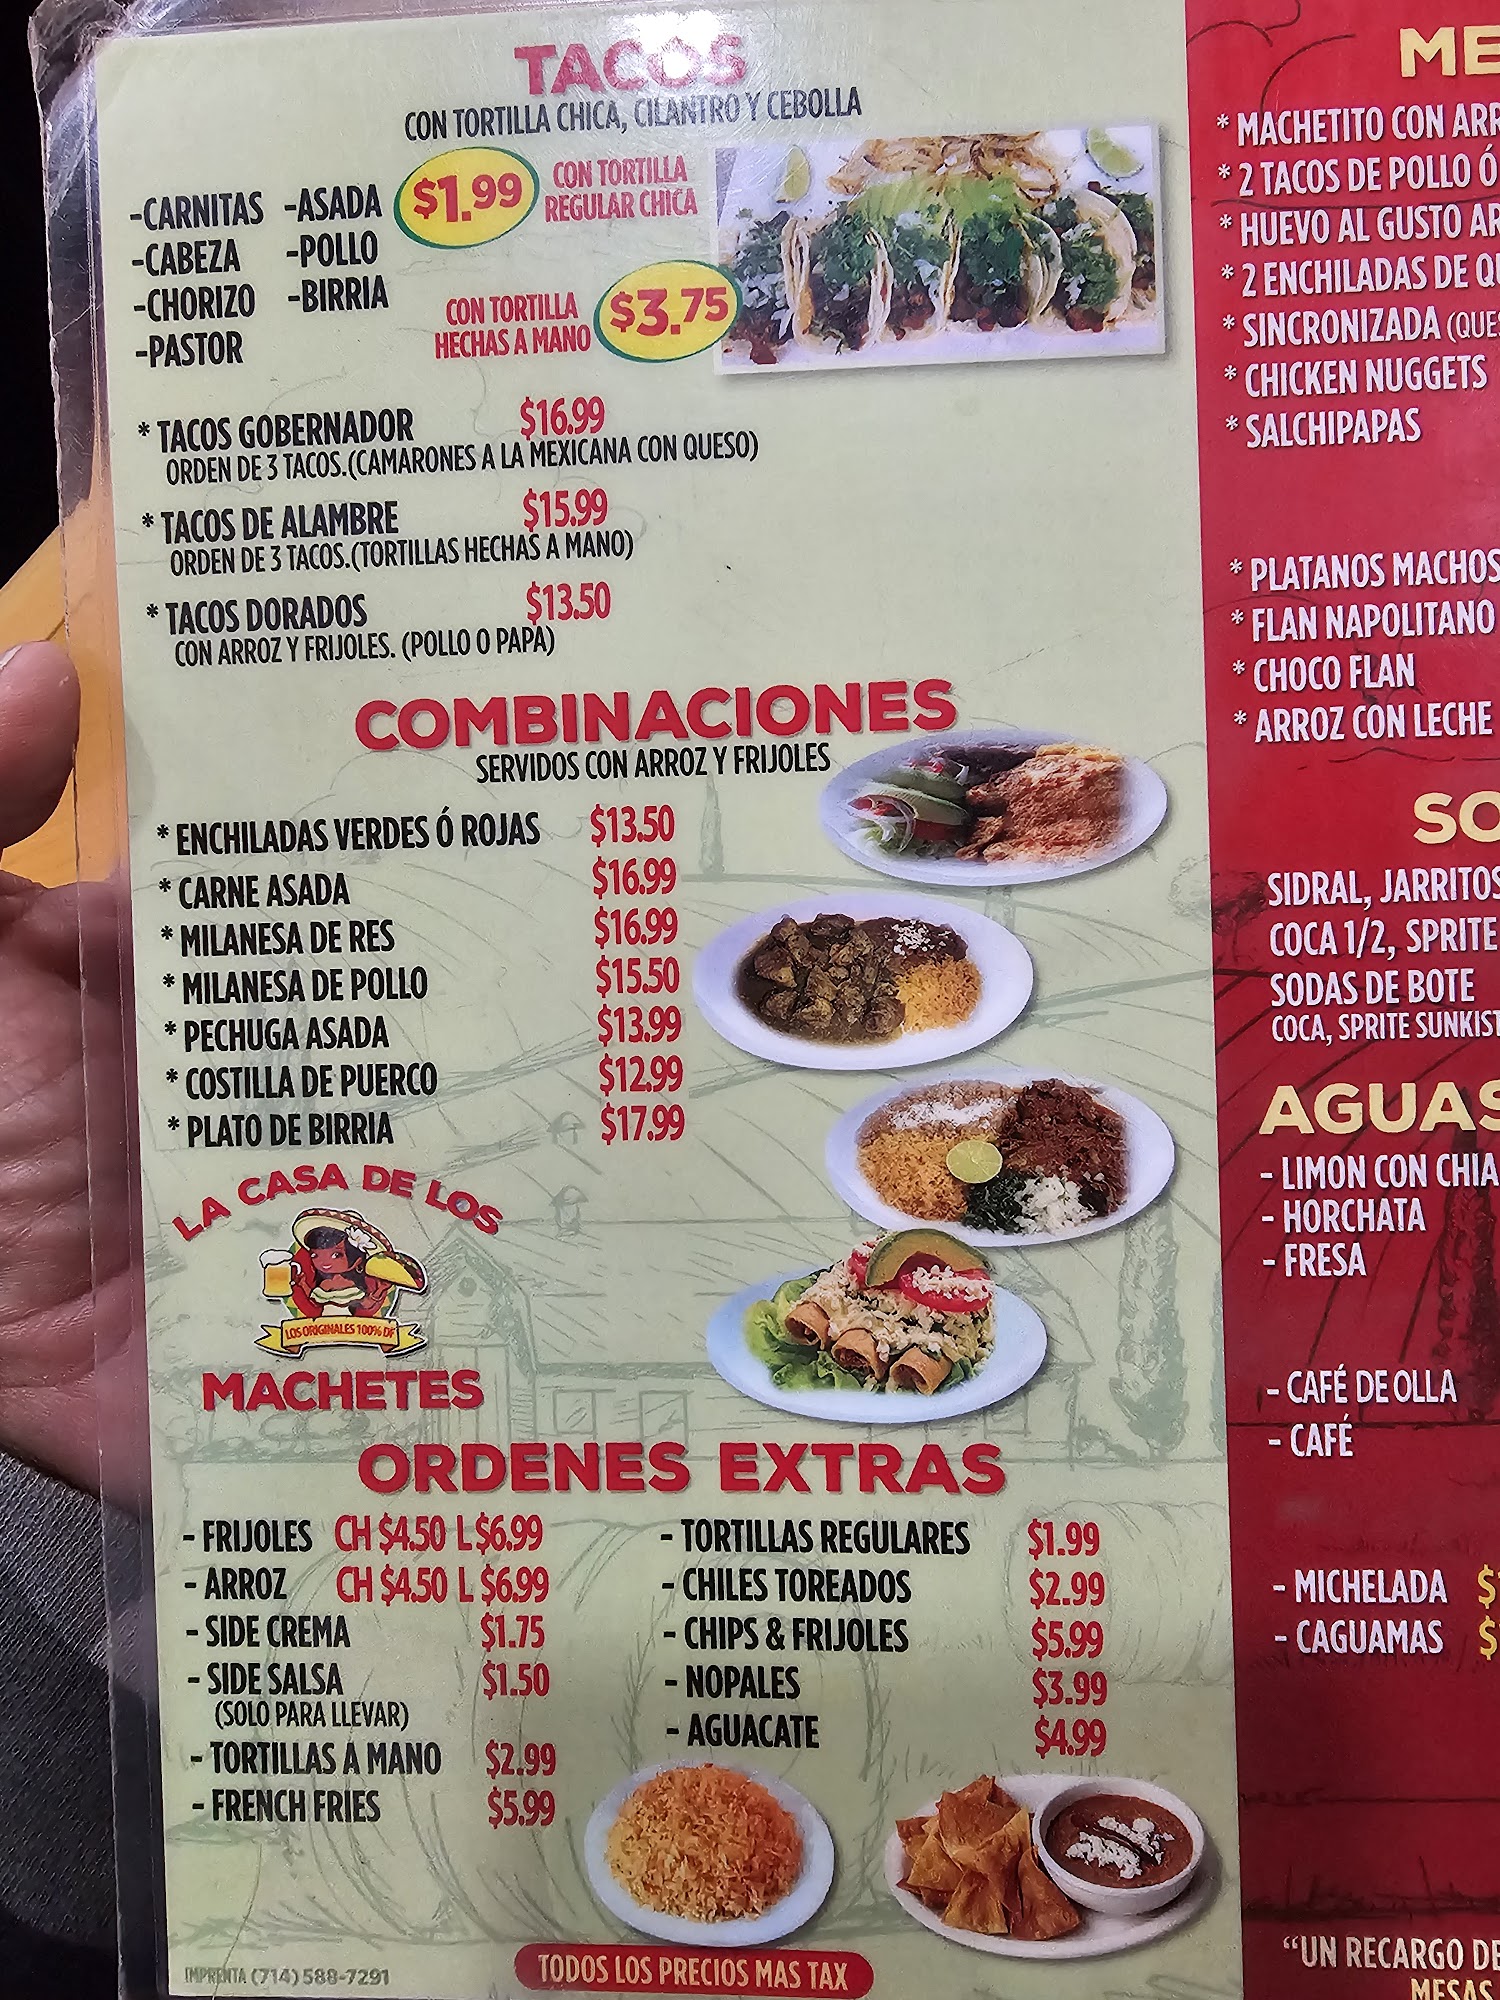 TACOS
CON TORTILLA CHICA, CILANTRO Y CEBOLLA
-CARNITAS -ASADA
-CABEZA -POLLO
-CHORIZO -BIRRIA
-PASTOR
$1.99 CON TORTILLA
REGULAR CHICA
CON TORTILLA
HECHAS A MANO $3.75
* TACOS GOBERNADOR $16.99
ORDEN DE 3 TACOS.(CAMARONES A LA MEXICANA CON QUESO)
* TACOS DE ALAMBRE $15.99
ORDEN DE 3 TACOS.(TORTILLAS HECHAS A MANO)
* TACOS DORADOS $13.50
CON ARROZ Y FRIJOLES. (POLLO O PAPA)
COMBINACIONES
SERVIDOS CON ARROZ Y FRIJOLES
* ENCHILADAS VERDES Ó ROJAS $13.50
* CARNE ASADA $16.99
* MILANESA DE RES $16.99
* MILANESA DE POLLO $15.50
* PECHUGA ASADA $13.99
* COSTILLA DE PUERCO $12.99
* PLATO DE BIRRIA $17.99
LA CASA DE LOS
LOS ORIGINALES 100% DF
MACHETES
ORDENES EXTRAS
- FRIJOLES CH $4.50 L $6.99
- ARROZ CH $4.50 L $6.99
- SIDE CREMA $1.75
- SIDE SALSA $1.50
(SOLO PARA LLEVAR)
- TORTILLAS A MANO $2.99
- FRENCH FRIES $5.99
- TORTILLAS REGULARES $1.99
- CHILES TOREADOS $2.99
- CHIPS & FRIJOLES $5.99
- NOPALES $3.99
- AGUACATE $4.99
IMPRENTA (714) 588-7291
TODOS LOS PRECIOS MAS TAX
ME
* MACHETITO CON ARR
* 2 TACOS DE POLLO Ó
* HUEVO AL GUSTO AR
* 2 ENCHILADAS DE QU
* SINCRONIZADA (QUES
* CHICKEN NUGGETS
* SALCHIPAPAS
* PLATANOS MACHOS
* FLAN NAPOLITANO
* CHOCO FLAN
* ARROZ CON LECHE
SO
SIDRAL, JARRITOS
COCA 1/2, SPRITE
SODAS DE BOTE
COCA, SPRITE SUNKIST
AGUAS
- LIMON CON CHIA
- HORCHATA
- FRESA
- CAFÉ DE OLLA
- CAFÉ
- MICHELADA $
- CAGUAMAS $
"UN RECARGO DE
MESAS